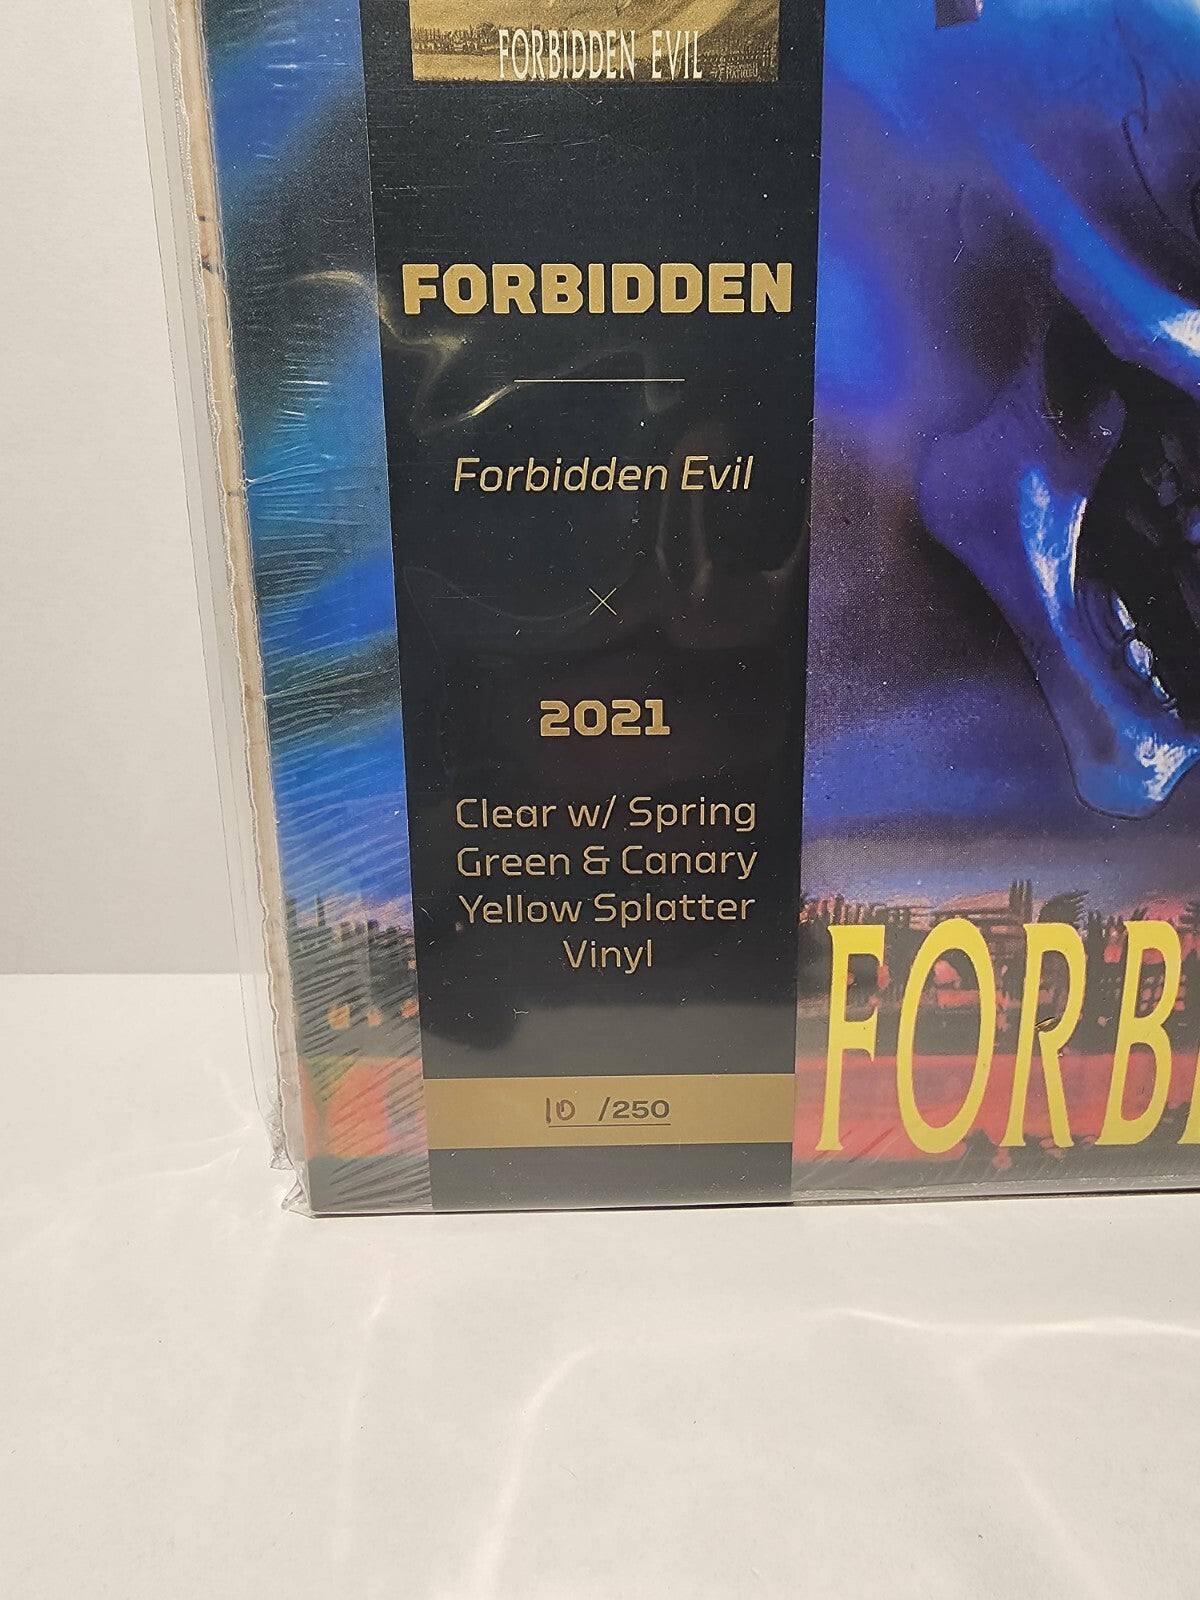 FORBIDDEN EVIL
FORBIDDEN
Forbidden Evil
2021
Clear w/ Spring
Green & Canary
Yellow Splatter
Vinyl
10 /250
FORB